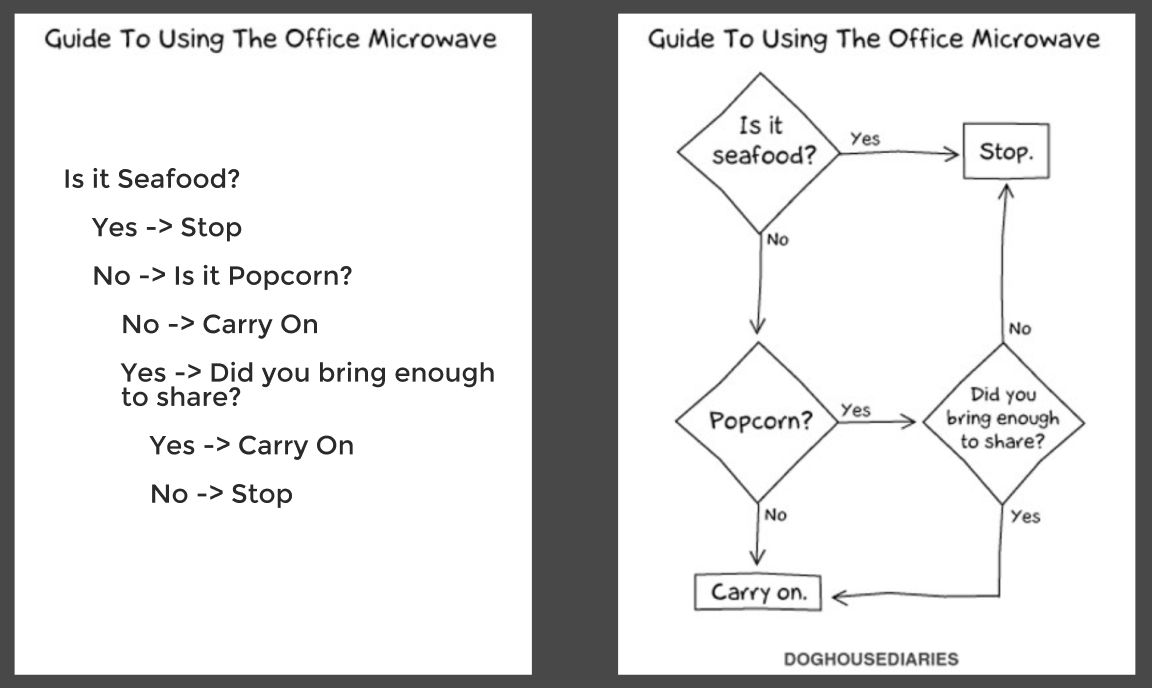 Guide To Using The Office Microwave
Is it Seafood?
Yes -> Stop
No -> Is it Popcorn?
No -> Carry On
Yes -> Did you bring enough
to share?
Yes -> Carry On
No -> Stop
Guide To Using The Office Microwave
Is it
seafood?
Yes
Stop.
No
Popcorn?
Yes
Did you
bring enough
to share?
No
No
Yes
Carry on.
DOGHOUSEDIARIES